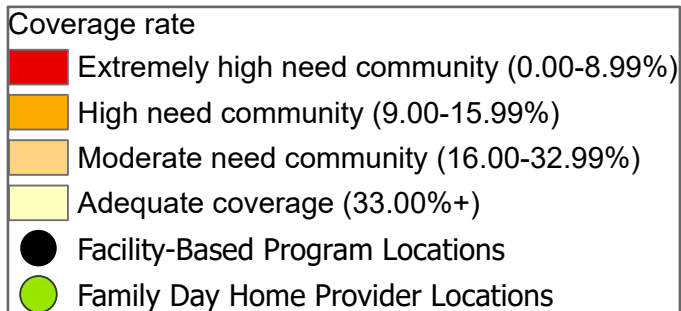 Coverage rate
Extremely high need community (0.00-8.99%)
High need community (9.00-15.99%)
Moderate need community (16.00-32.99%)
Adequate coverage (33.00%+)
Facility-Based Program Locations
Family Day Home Provider Locations